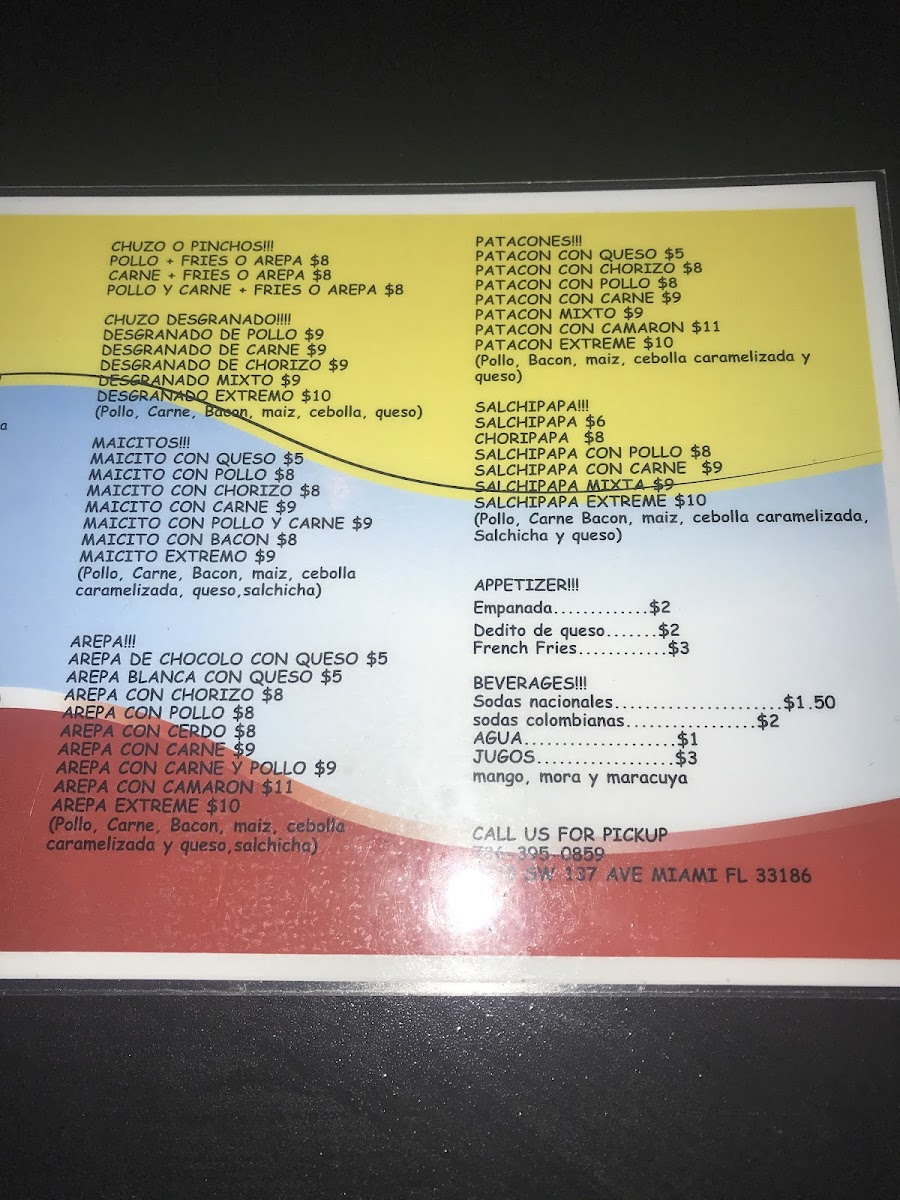 a
CHUZO O PINCHOS!!!
POLLO + FRIES O AREPA $8
CARNE + FRIES O AREPA $8
POLLO Y CARNE + FRIES O AREPA $8
CHUZO DESGRANADO!!!!
DESGRANADO DE POLLO $9
DESGRANADO DE CARNE $9
DESGRANADO DE CHORIZO $9
DESGRANADO MIXTO $9
DESGRANADO EXTREMO $10
(Pollo, Carne, Bacon, maiz, cebolla, queso)
MAICITOS!!!
MAICITO CON QUESO $5
MAICITO CON POLLO $8
MAICITO CON CHORIZO $8
MAICITO CON CARNE $9
MAICITO CON POLLO Y CARNE $9
MAICITO CON BACON $8
MAICITO EXTREMO $9
(Pollo, Carne, Bacon, maiz, cebolla
caramelizada, queso,salchicha)
AREPA!!!
AREPA DE CHOCOLO CON QUESO $5
AREPA BLANCA CON QUESO $5
AREPA CON CHORIZO $8
AREPA CON POLLO $8
AREPA CON CERDO $8
AREPA CON CARNE $9
AREPA CON CARNE Y POLLO $9
AREPA CON CAMARON $11
AREPA EXTREME $10
(Pollo, Carne, Bacon, maiz, cebolla
caramelizada y queso,salchicha)
PATACONES!!!
PATACON CON QUESO $5
PATACON CON CHORIZO $8
PATACON CON POLLO $8
PATACON CON CARNE $9
PATACON MIXTO $9
PATACON CON CAMARON $11
PATACON EXTREME $10
(Pollo, Bacon, maiz, cebolla caramelizada y
queso)
SALCHIPAPA!!!
SALCHIPAPA $6
CHORIPAPA $8
SALCHIPAPA CON POLLO $8
SALCHIPAPA CON CARNE $9
SALCHIPAPA MIXTA $9
SALCHIPAPA EXTREME $10
(Pollo, Carne Bacon, maiz, cebolla caramelizada,
Salchicha y queso)
APPETIZER!!!
Empanada.............$2
Dedito de queso.......$2
French Fries............$3
BEVERAGES!!!
Sodas nacionales.......................$1.50
sodas colombianas..................$2
AGUA.....................$1
JUGOS...................$3
mango, mora y maracuya
CALL US FOR PICKUP
786-395-0859
SW 137 AVE MIAMI FL 33186